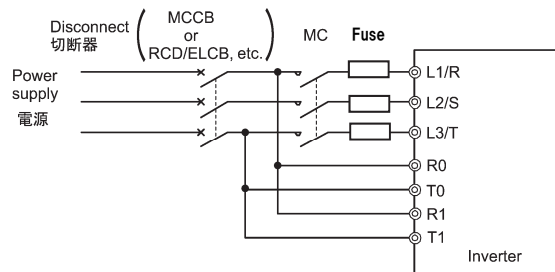 Disconnect
切断器
MCCB
or
RCD/ELCB, etc.
MC
Fuse
Power
supply
電源
L1/R
L2/S
L3/T
R0
T0
R1
T1
Inverter